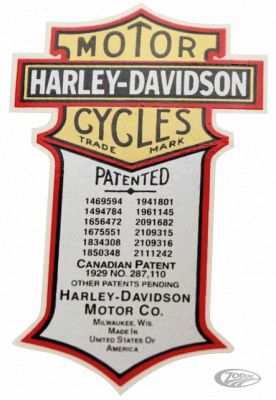 MOTOR
HARLEY-DAVIDSON
CYCLES
TRADE MARK
PATENTED
1469594 1941801
1494784 1961145
1656472 2091682
1675551 2109315
1834308 2109316
1850348 2111242
CANADIAN PATENT
1929 NO. 287,110
OTHER PATENTS PENDING
HARLEY-DAVIDSON
MOTOR CO.
MILWAUKEE, WIS.
MADE IN
UNITED STATES OF
AMERICA
ZODIAC